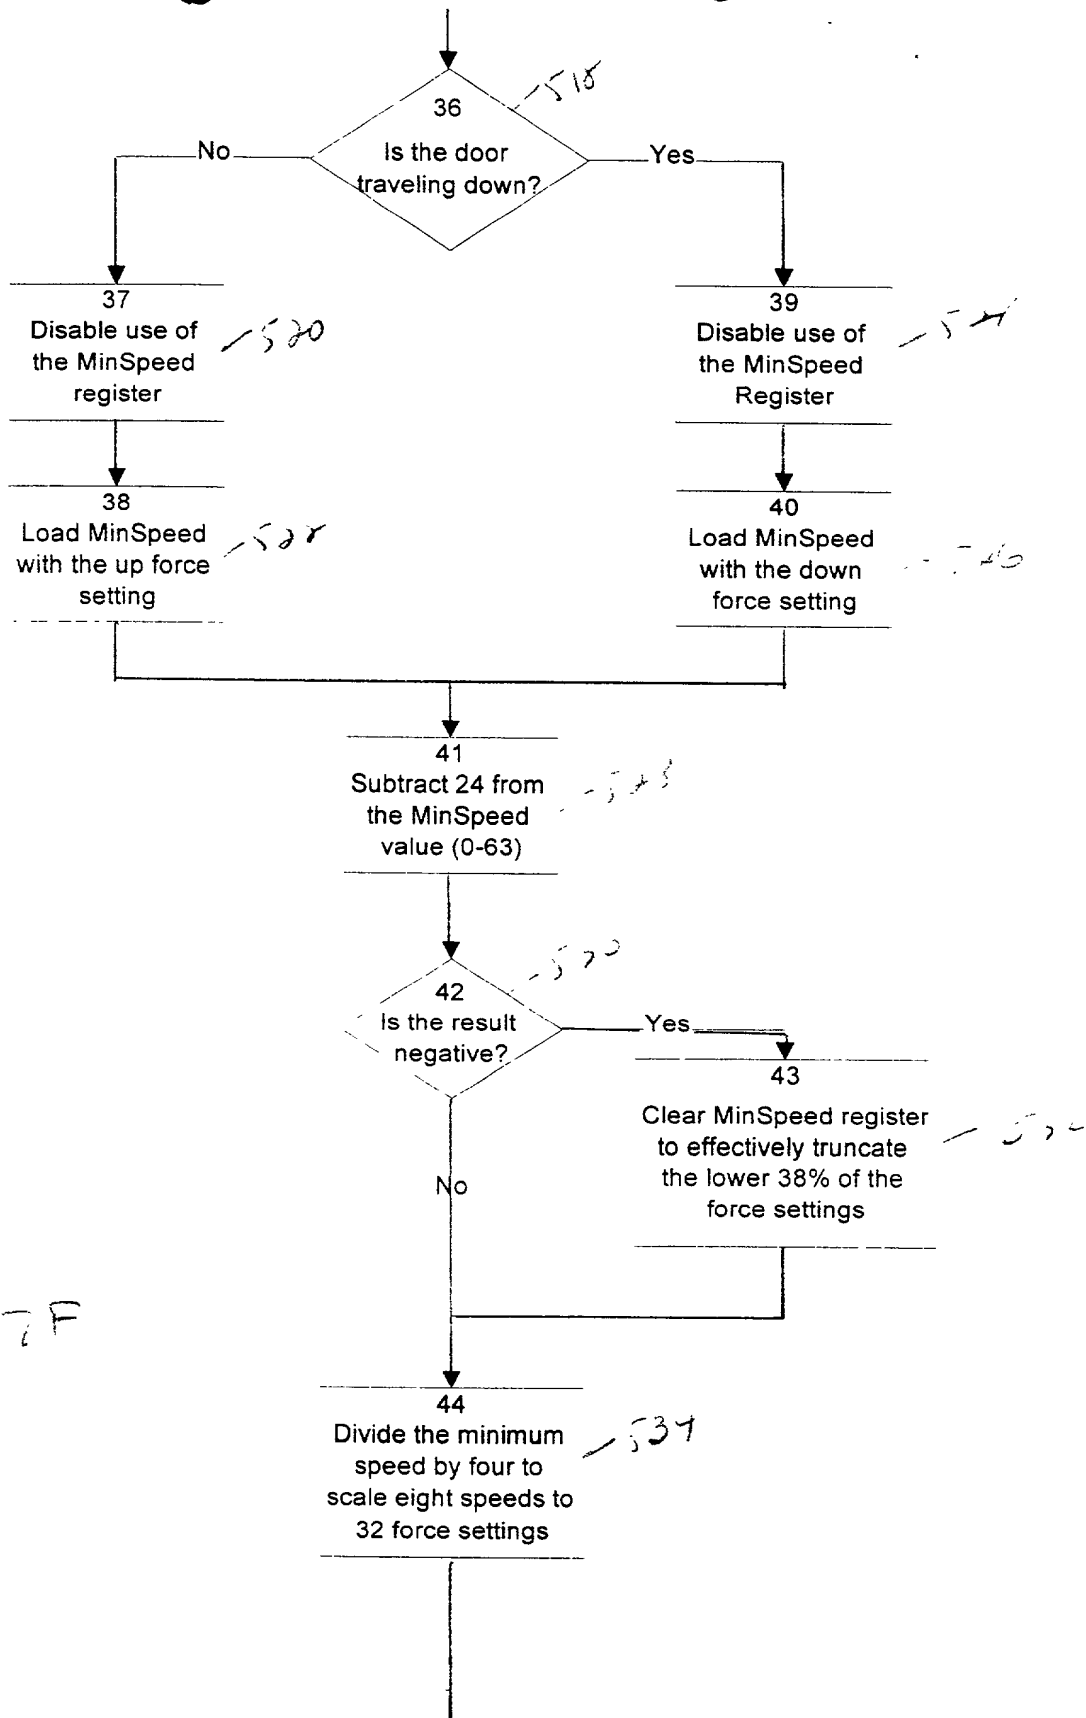 36
Is the door
traveling down?
No
Yes
37
Disable use of
the MinSpeed
register
520
39
Disable use of
the MinSpeed
Register
38
Load MinSpeed
with the up force
setting
40
Load MinSpeed
with the down
force setting
41
Subtract 24 from
the MinSpeed
value (0-63)
42
Is the result
negative?
Yes
43
Clear MinSpeed register
to effectively truncate
the lower 38% of the
force settings
No
44
Divide the minimum
speed by four to
scale eight speeds to
32 force settings
534